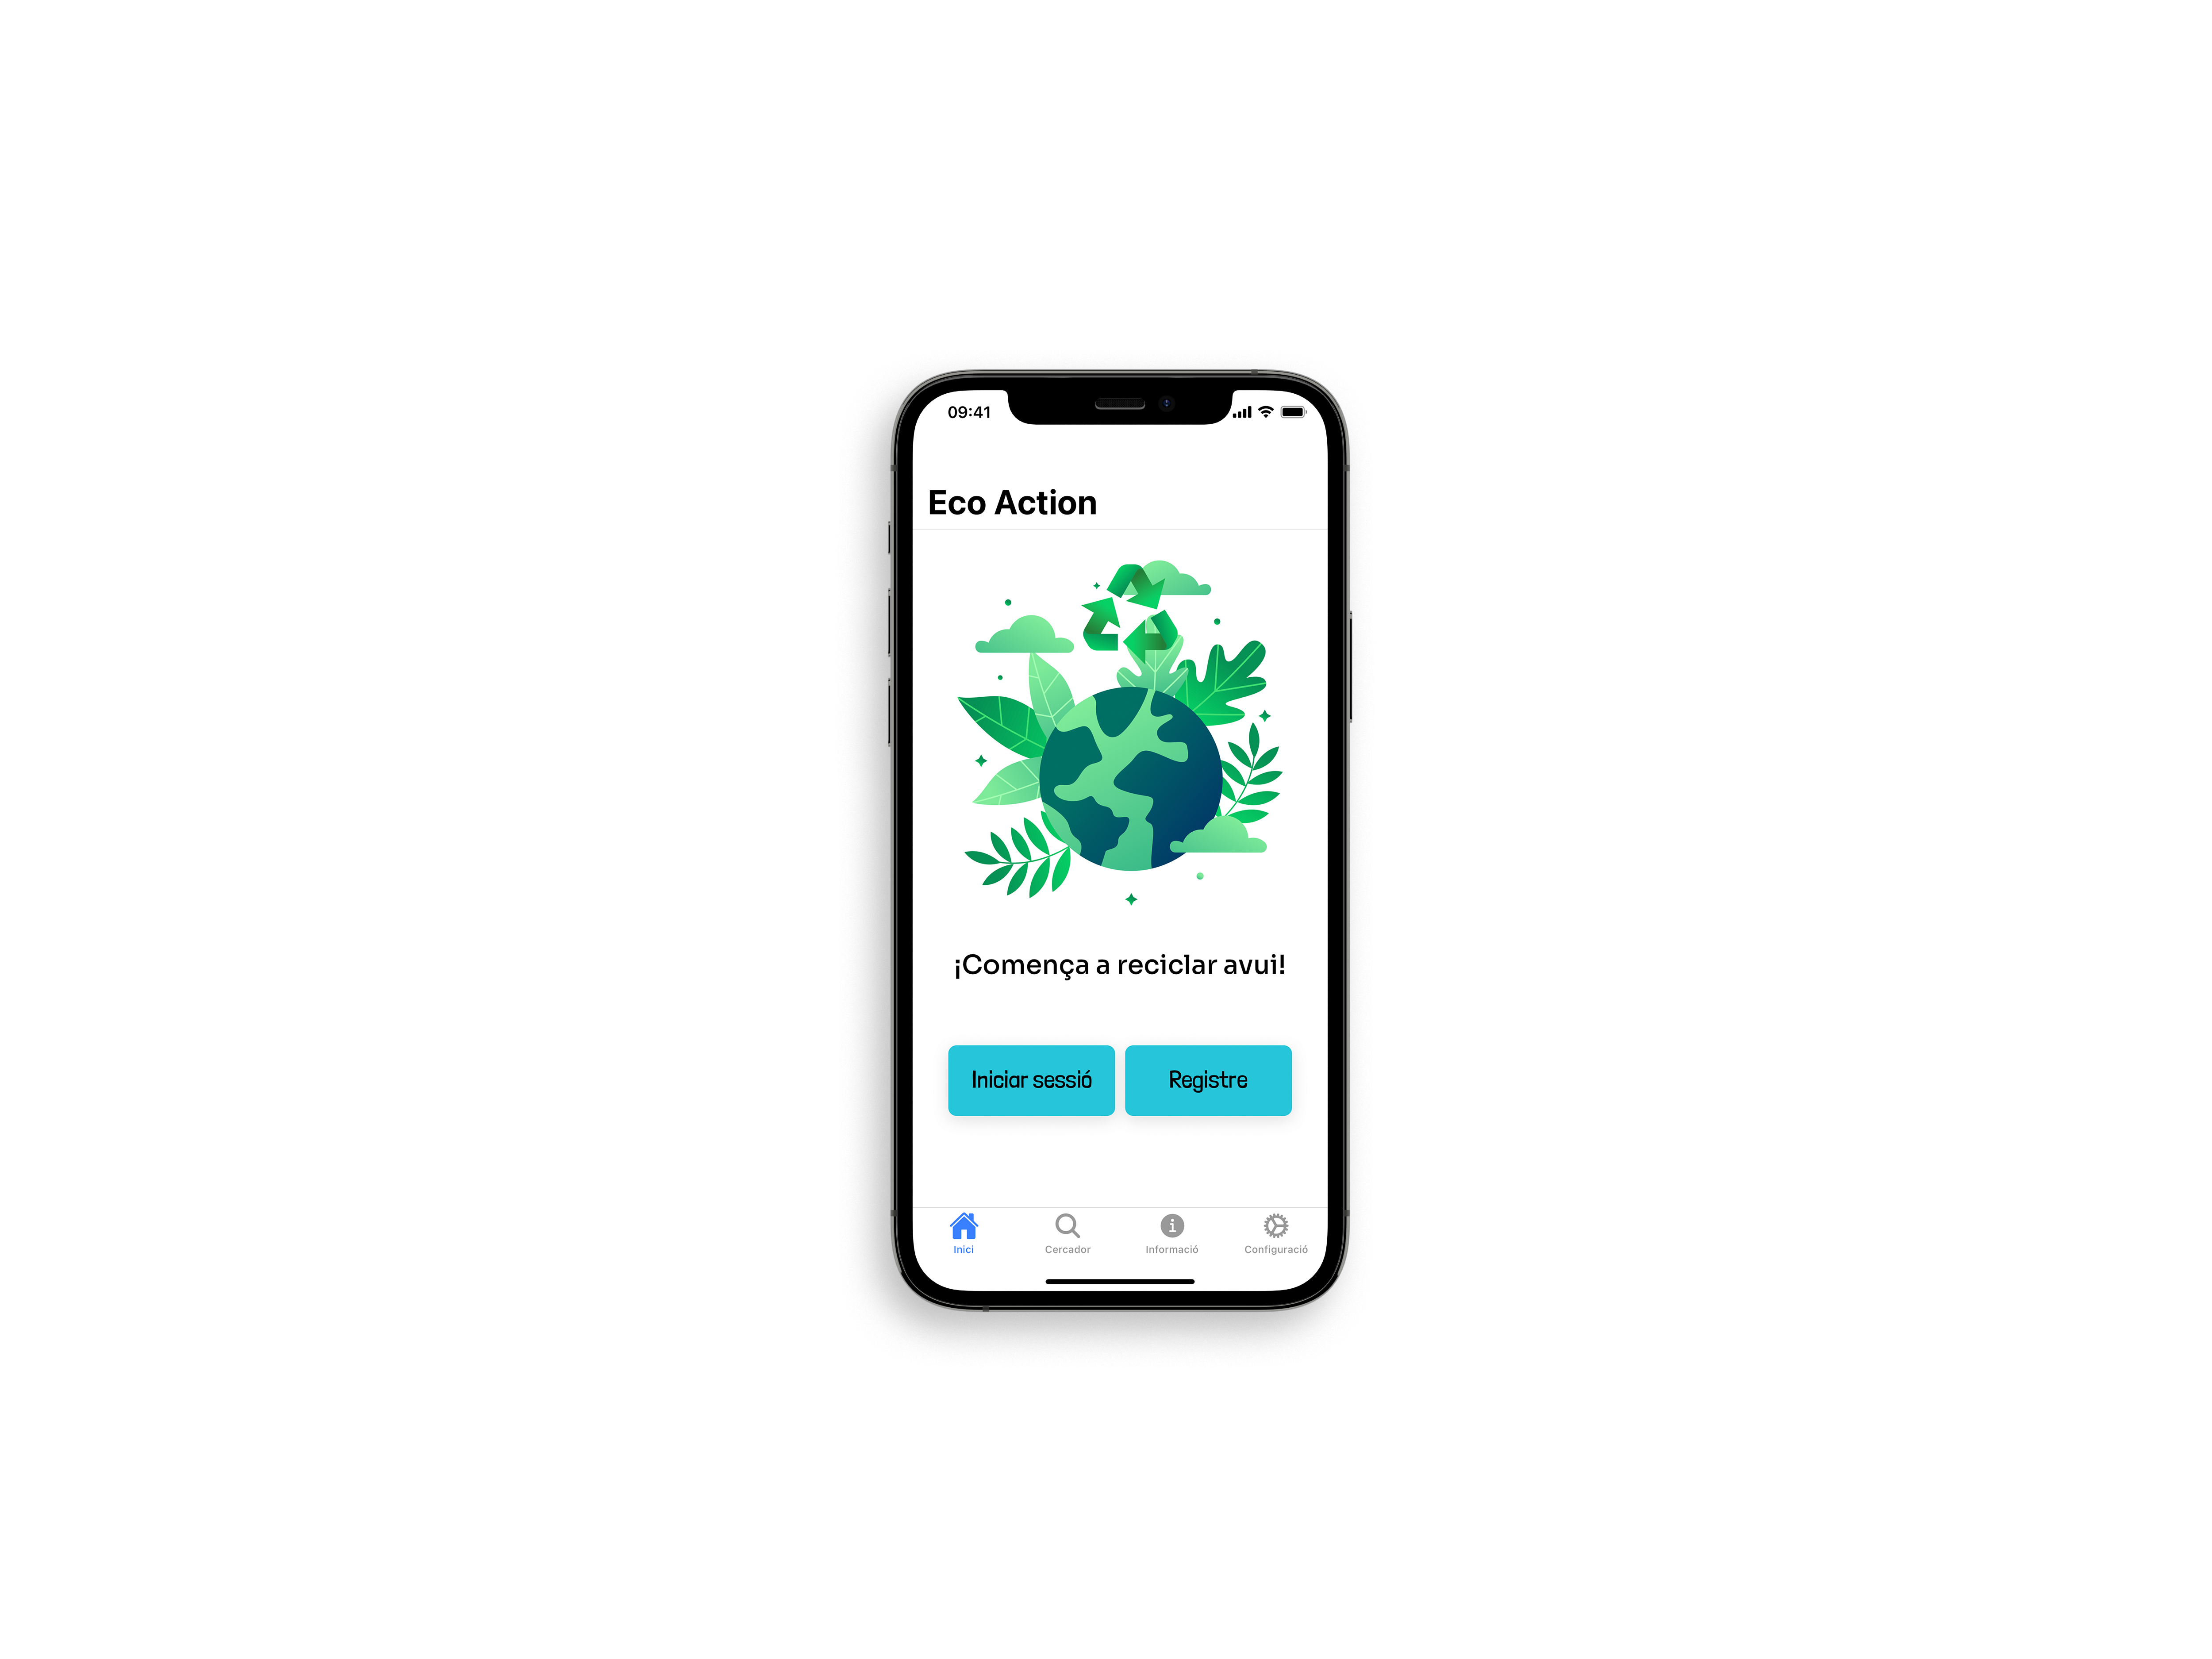 09:41
Eco Action
¡Comença a reciclar avui!
Iniciar sessió
Registre
Inici
Cercador
Informació
Configuració